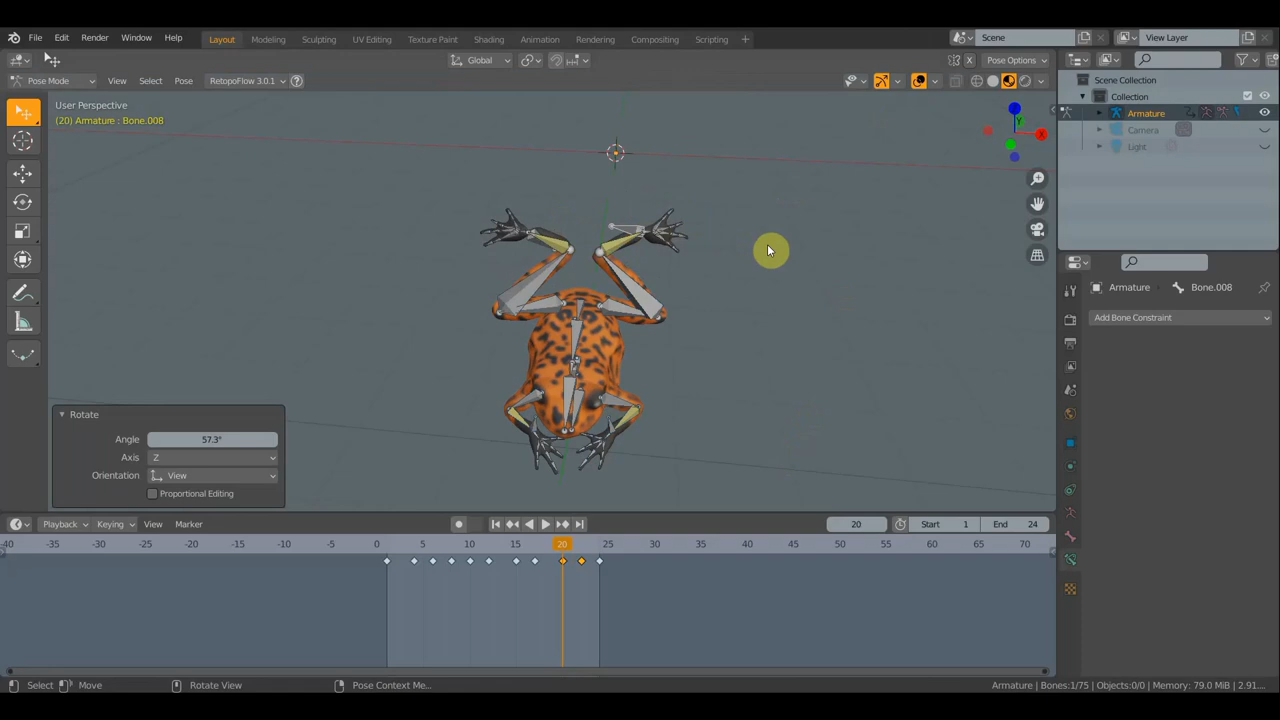 File Edit Render Window Help Layout Modeling Sculpting UV Editing Texture Paint Shading Animation Rendering Compositing Scripting + Scene View Layer
Global Pose Options
Pose Mode View Select Pose RetopoFlow 3.0.1
User Perspective
(20) Armature : Bone.008
Z
Y
X
Scene Collection
Collection
Armature
Camera
Light
Armature Bone.008
Add Bone Constraint
Rotate
Angle 57.3°
Axis Z
Orientation View
Proportional Editing
Playback Keying View Marker 20 Start 1 End 24
-40 -35 -30 -25 -20 -15 -10 -5 0 5 10 15 20 25 30 35 40 45 50 55 60 65 70
Select Move Rotate View Pose Context Me... Armature | Bones:1/75 | Objects:0/0 | Memory: 79.0 MiB | 2.91....